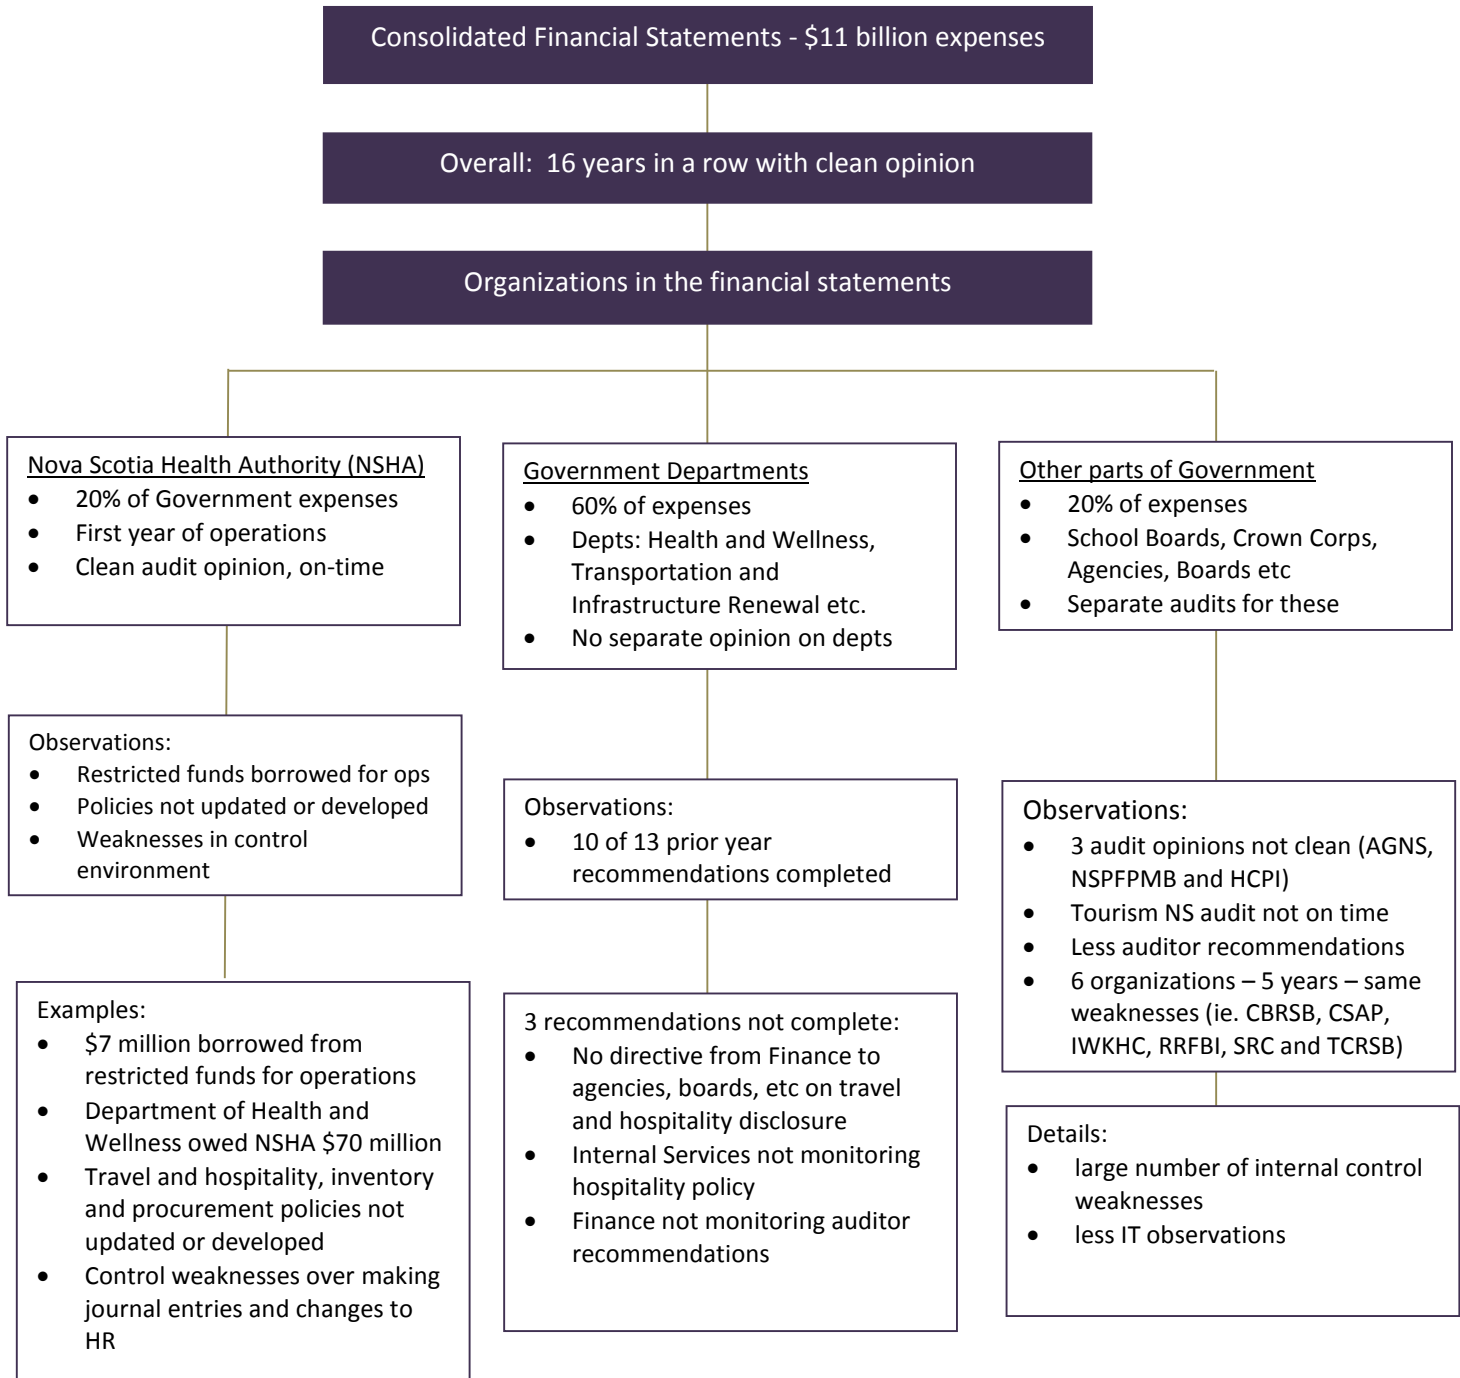 Consolidated Financial Statements - $11 billion expenses
Overall:  16 years in a row with clean opinion
Organizations in the financial statements
Nova Scotia Health Authority (NSHA)
• 20% of Government expenses
• First year of operations
• Clean audit opinion, on-time
Observations:
• Restricted funds borrowed for ops
• Policies not updated or developed
• Weaknesses in control
environment
Examples:
• $7 million borrowed from
restricted funds for operations
• Department of Health and
Wellness owed NSHA $70 million
• Travel and hospitality, inventory
and procurement policies not
updated or developed
• Control weaknesses over making
journal entries and changes to
HR
Government Departments
• 60% of expenses
• Depts: Health and Wellness,
Transportation and
Infrastructure Renewal etc.
• No separate opinion on depts
Observations:
• 10 of 13 prior year
recommendations completed
3 recommendations not complete:
• No directive from Finance to
agencies, boards, etc on travel
and hospitality disclosure
• Internal Services not monitoring
hospitality policy
• Finance not monitoring auditor
recommendations
Other parts of Government
• 20% of expenses
• School Boards, Crown Corps,
Agencies, Boards etc
• Separate audits for these
Observations:
• 3 audit opinions not clean (AGNS,
NSPFPMB and HCPI)
• Tourism NS audit not on time
• Less auditor recommendations
• 6 organizations – 5 years – same
weaknesses (ie. CBRSB, CSAP,
IWKHC, RRFBI, SRC and TCRSB)
Details:
• large number of internal control
weaknesses
• less IT observations